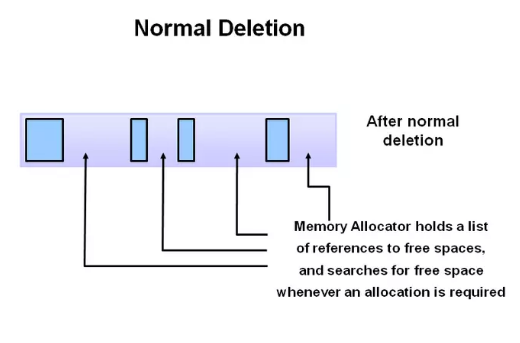 Normal Deletion
After normal
deletion
Memory Allocator holds a list
of references to free spaces,
and searches for free space
whenever an allocation is required